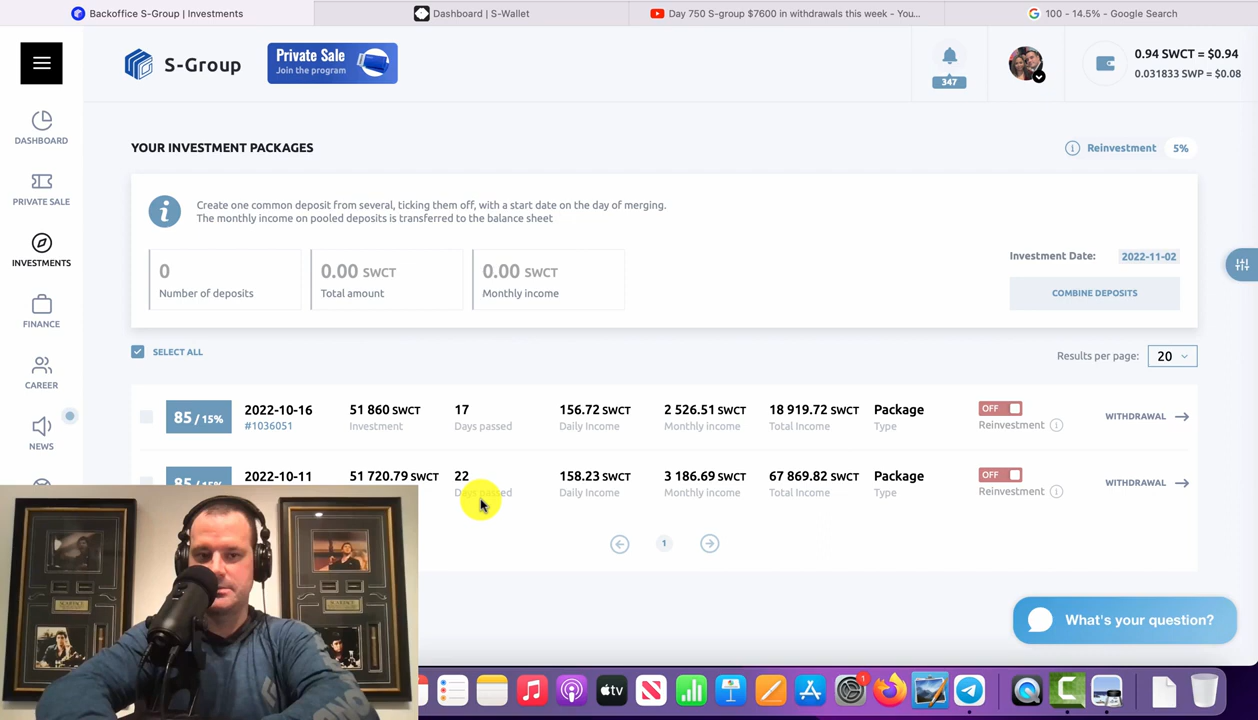 Backoffice S-Group | Investments
Dashboard | S-Wallet
Day 750 S-group $7600 in withdrawals this week - You...
100 - 14.5% - Google Search
S-Group
Private Sale
Join the program
347
0.94 SWCT = $0.94
0.031833 SWP = $0.08
DASHBOARD
PRIVATE SALE
INVESTMENTS
FINANCE
CAREER
NEWS
YOUR INVESTMENT PACKAGES
Reinvestment 5%
Create one common deposit from several, ticking them off, with a start date on the day of merging.
The monthly income on pooled deposits is transferred to the balance sheet
0
Number of deposits
0.00 SWCT
Total amount
0.00 SWCT
Monthly income
Investment Date: 2022-11-02
COMBINE DEPOSITS
SELECT ALL
Results per page: 20
85 / 15% 2022-10-16 51 860 SWCT 17 156.72 SWCT 2 526.51 SWCT 18 919.72 SWCT Package OFF WITHDRAWAL
#1036051 Investment Days passed Daily Income Monthly income Total Income Type Reinvestment
85 / 15% 2022-10-11 51 720.79 SWCT 22 158.23 SWCT 3 186.69 SWCT 67 869.82 SWCT Package OFF WITHDRAWAL
Days passed Daily Income Monthly income Total Income Type Reinvestment
1
What's your question?
tv
1